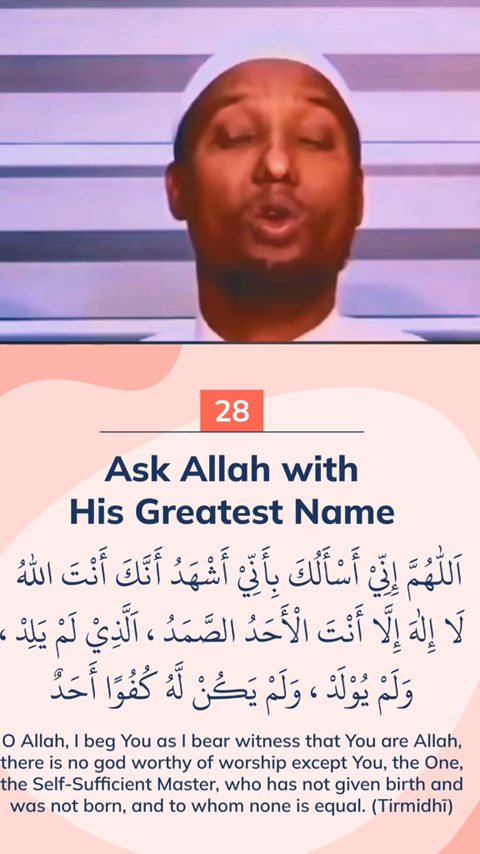 28
Ask Allah with
His Greatest Name
اَللّٰهُمَّ إِنِّيْ أَسْأَلُكَ بِأَنِّيْ أَشْهَدُ أَنَّكَ أَنْتَ اللهُ
لَا إِلٰهَ إِلَّا أَنْتَ الْأَحَدُ الصَّمَدُ ، اَلَّذِيْ لَمْ يَلِدْ ،
وَلَمْ يُوْلَدْ ، وَلَمْ يَكُنْ لَّهُ كُفُوًا أَحَدٌ
O Allah, I beg You as I bear witness that You are Allah,
there is no god worthy of worship except You, the One,
the Self-Sufficient Master, who has not given birth and
was not born, and to whom none is equal. (Tirmidhī)